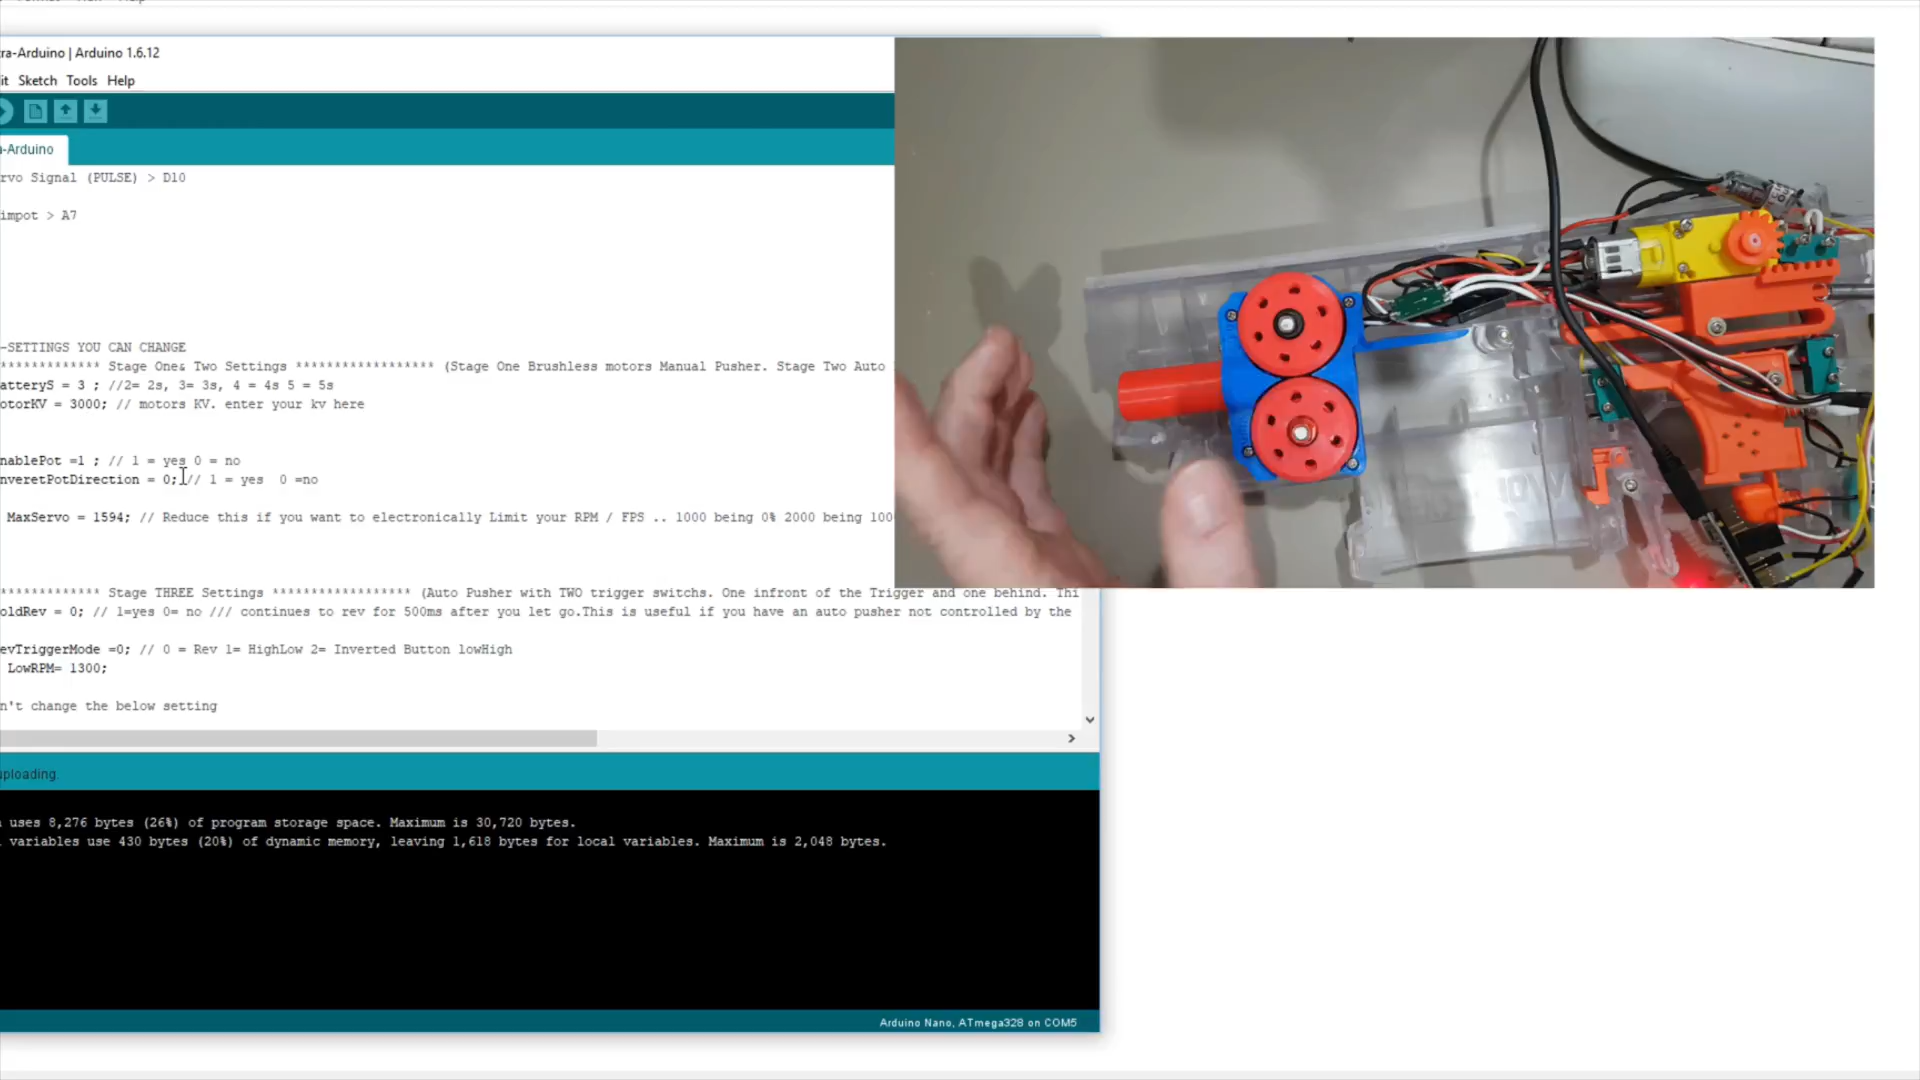 ra-Arduino | Arduino 1.6.12
it Sketch Tools Help
a-Arduino
rvo Signal (PULSE) > D10
impot > A7
-SETTINGS YOU CAN CHANGE
************* Stage One& Two Settings ****************** (Stage One Brushless motors Manual Pusher. Stage Two Auto
atteryS = 3 ; //2= 2s, 3= 3s, 4 = 4s 5 = 5s
otorKV = 3000; // motors KV. enter your kv here
nablePot =1 ; // 1 = yes 0 = no
nveretPotDirection = 0; // 1 = yes 0 =no
MaxServo = 1594; // Reduce this if you want to electronically Limit your RPM / FPS .. 1000 being 0% 2000 being 100
************* Stage THREE Settings ****************** (Auto Pusher with TWO trigger switchs. One infront of the Trigger and one behind. Thi
oldRev = 0; // 1=yes 0= no /// continues to rev for 500ms after you let go.This is useful if you have an auto pusher not controlled by the
evTriggerMode =0; // 0 = Rev 1= HighLow 2= Inverted Button lowHigh
LowRPM= 1300;
n't change the below setting
uploading.
uses 8,276 bytes (26%) of program storage space. Maximum is 30,720 bytes.
variables use 430 bytes (20%) of dynamic memory, leaving 1,618 bytes for local variables. Maximum is 2,048 bytes.
Arduino Nano, ATmega328 on COM5